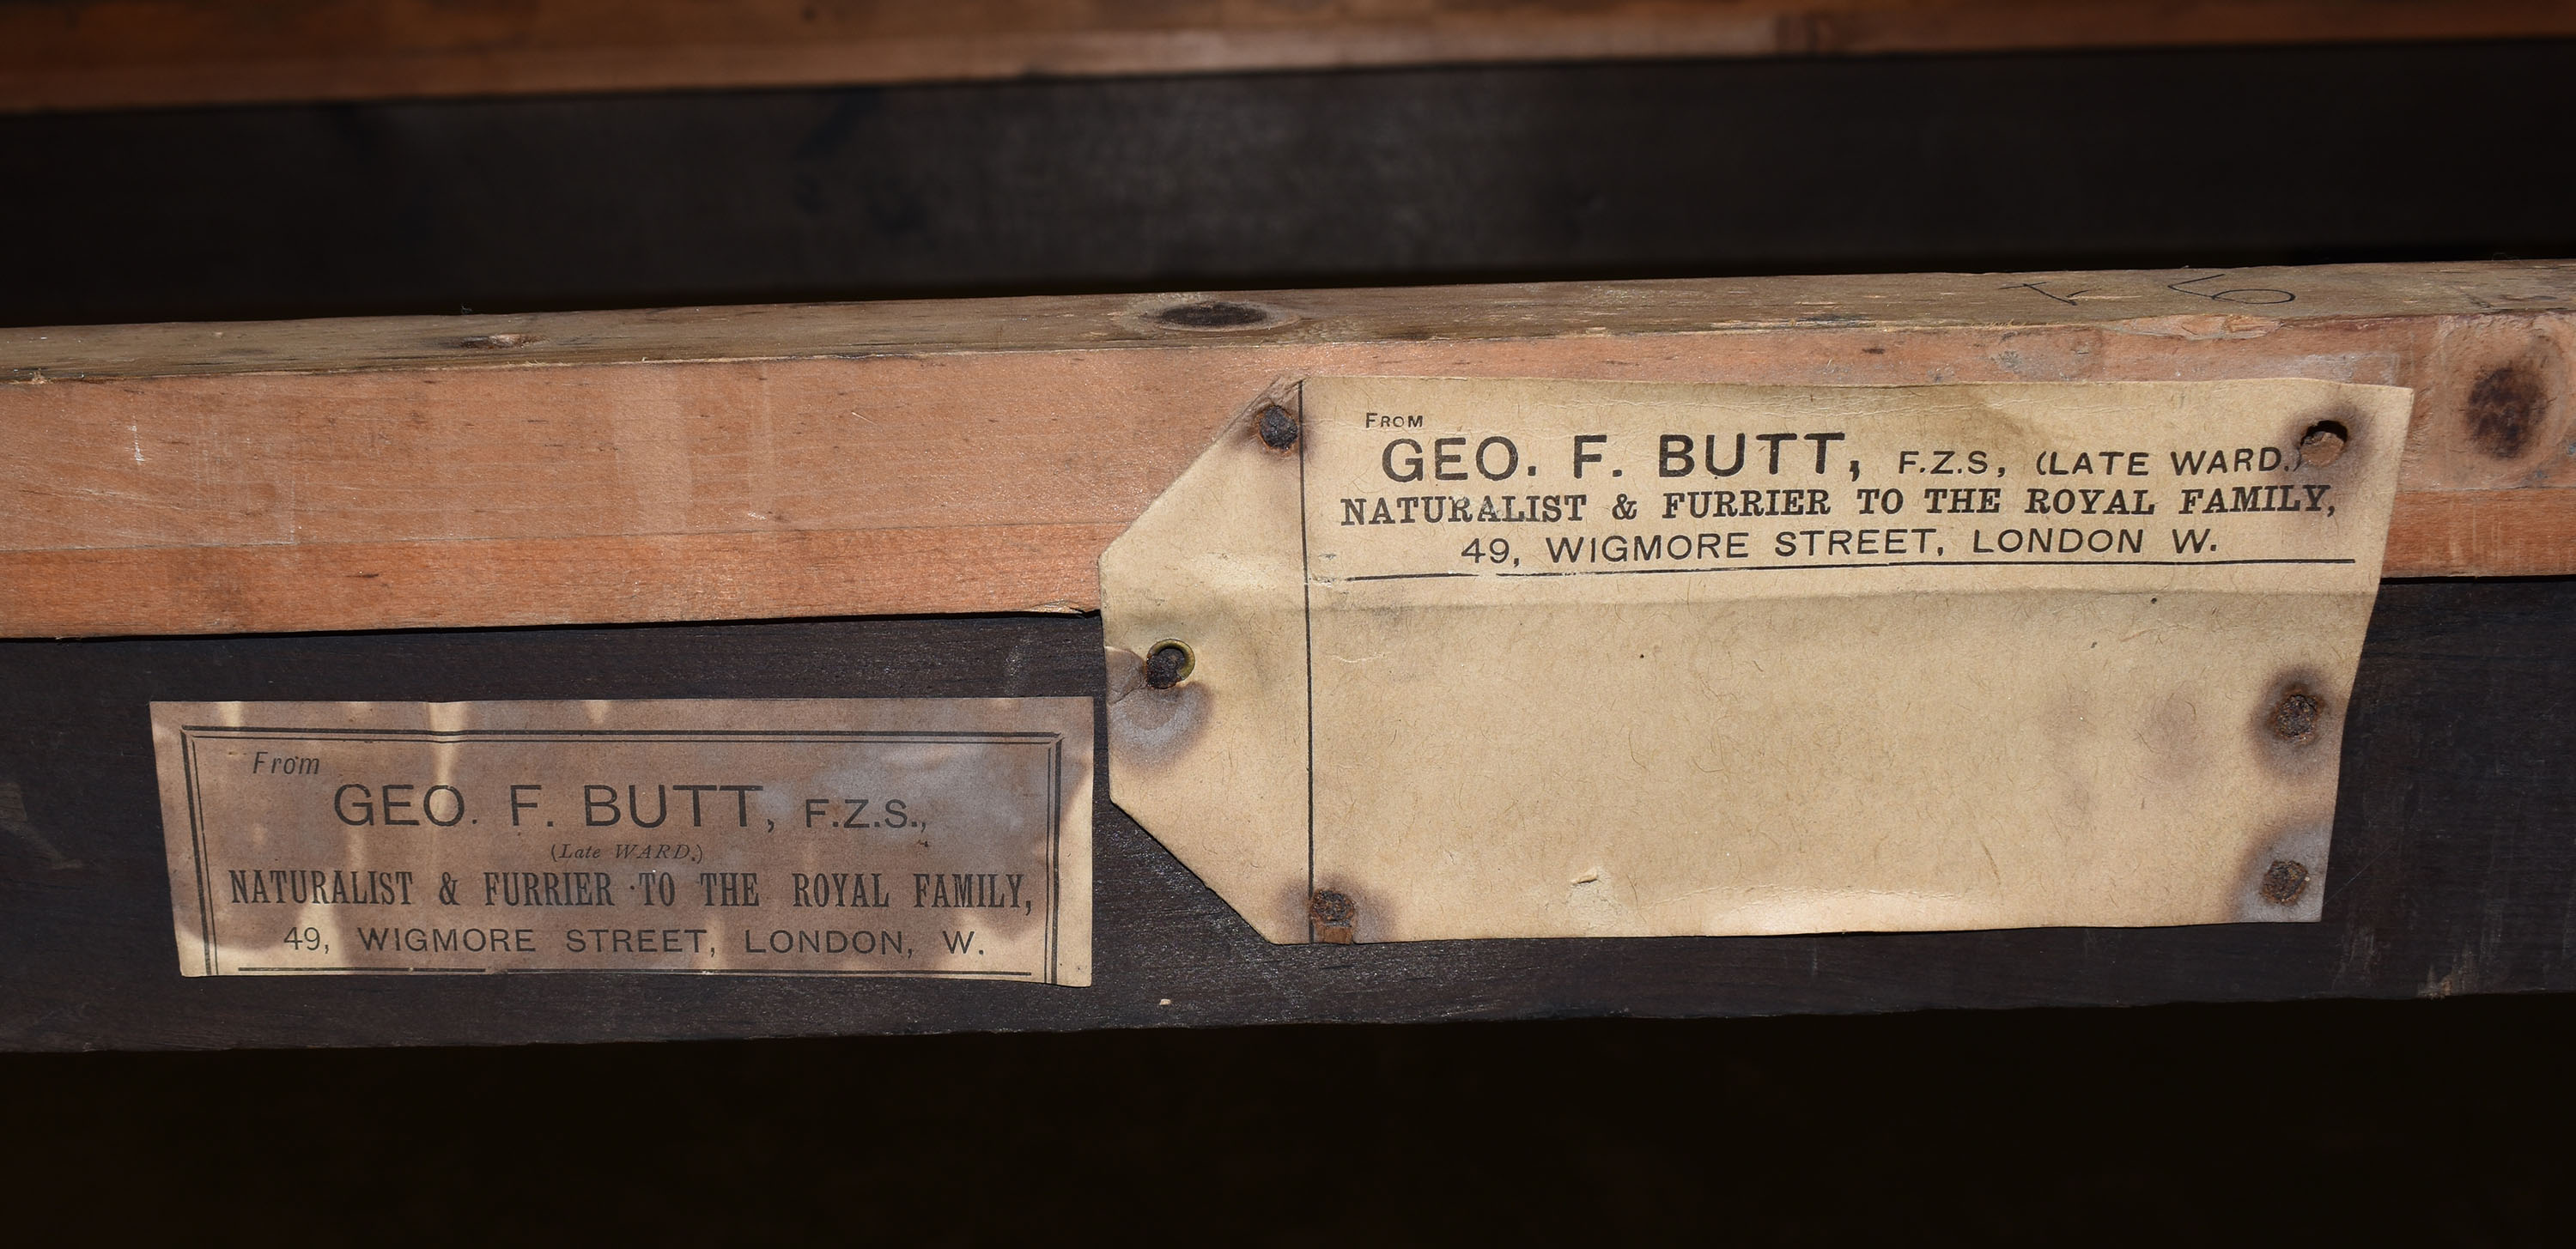 From
GEO. F. BUTT, F.Z.S.,
(Late WARD.)
NATURALIST & FURRIER TO THE ROYAL FAMILY,
49, WIGMORE STREET, LONDON, W.
FROM
GEO. F. BUTT, F.Z.S, (LATE WARD.)
NATURALIST & FURRIER TO THE ROYAL FAMILY,
49, WIGMORE STREET, LONDON W.